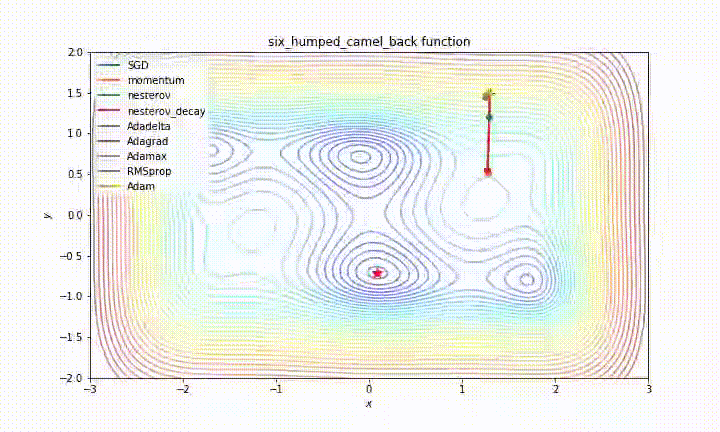 six_humped_camel_back function
2.0
1.5
1.0
0.5
0.0
−0.5
−1.0
−1.5
−2.0
y
SGD
momentum
nesterov
nesterov_decay
Adadelta
Adagrad
Adamax
RMSprop
Adam
−3
−2
−1
0
1
2
3
x